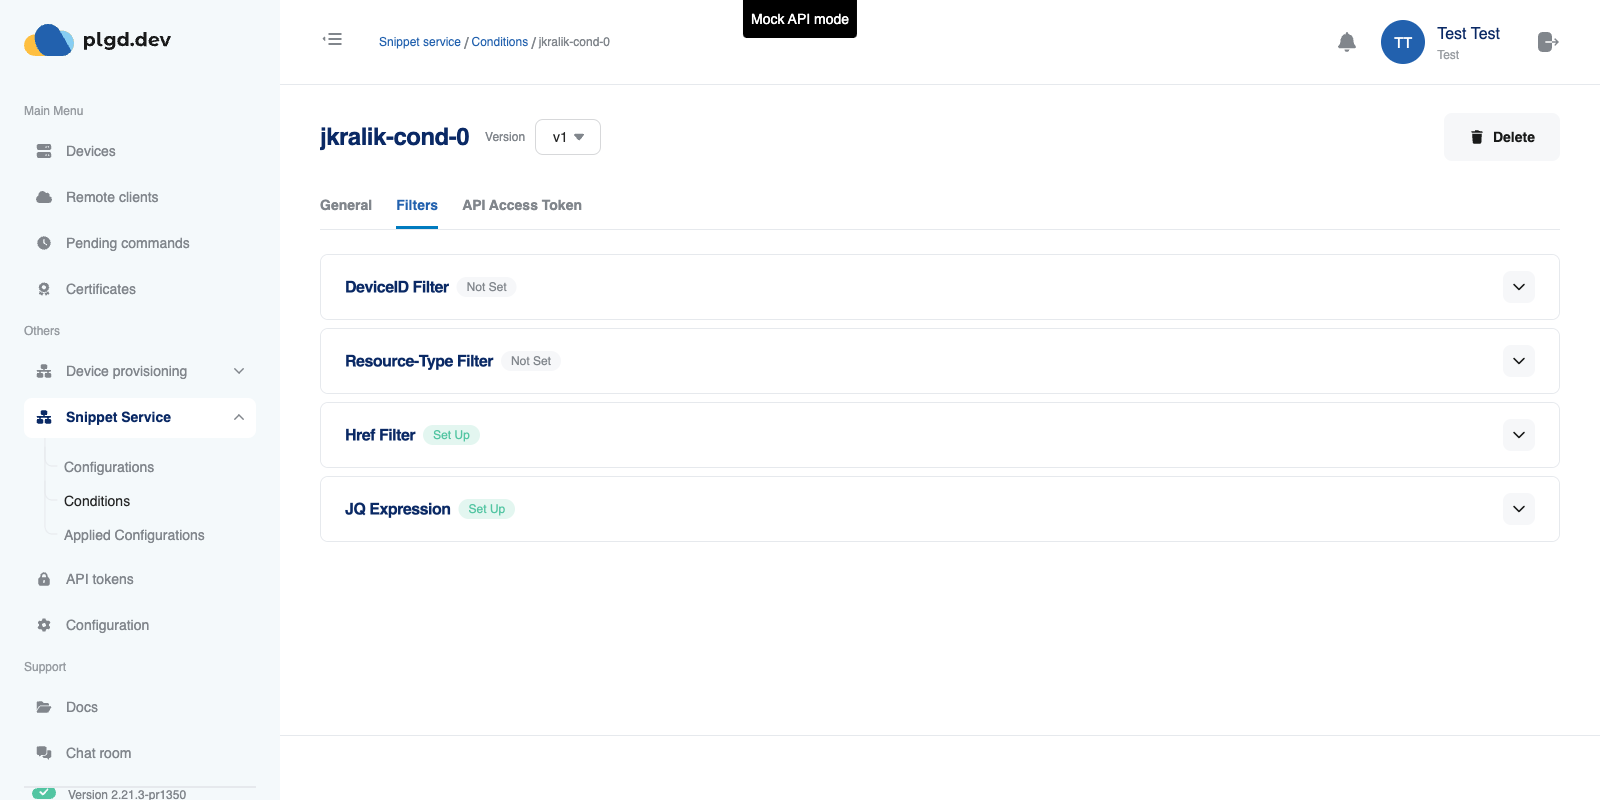 plgd.dev
Mock API mode
Snippet service / Conditions / jkralik-cond-0
TT
Test Test
Test
Main Menu
Devices
Remote clients
Pending commands
Certificates
Others
Device provisioning
Snippet Service
Configurations
Conditions
Applied Configurations
API tokens
Configuration
Support
Docs
Chat room
Version 2.21.3-pr1350
jkralik-cond-0
Version
v1
Delete
General
Filters
API Access Token
DeviceID Filter Not Set
Resource-Type Filter Not Set
Href Filter Set Up
JQ Expression Set Up